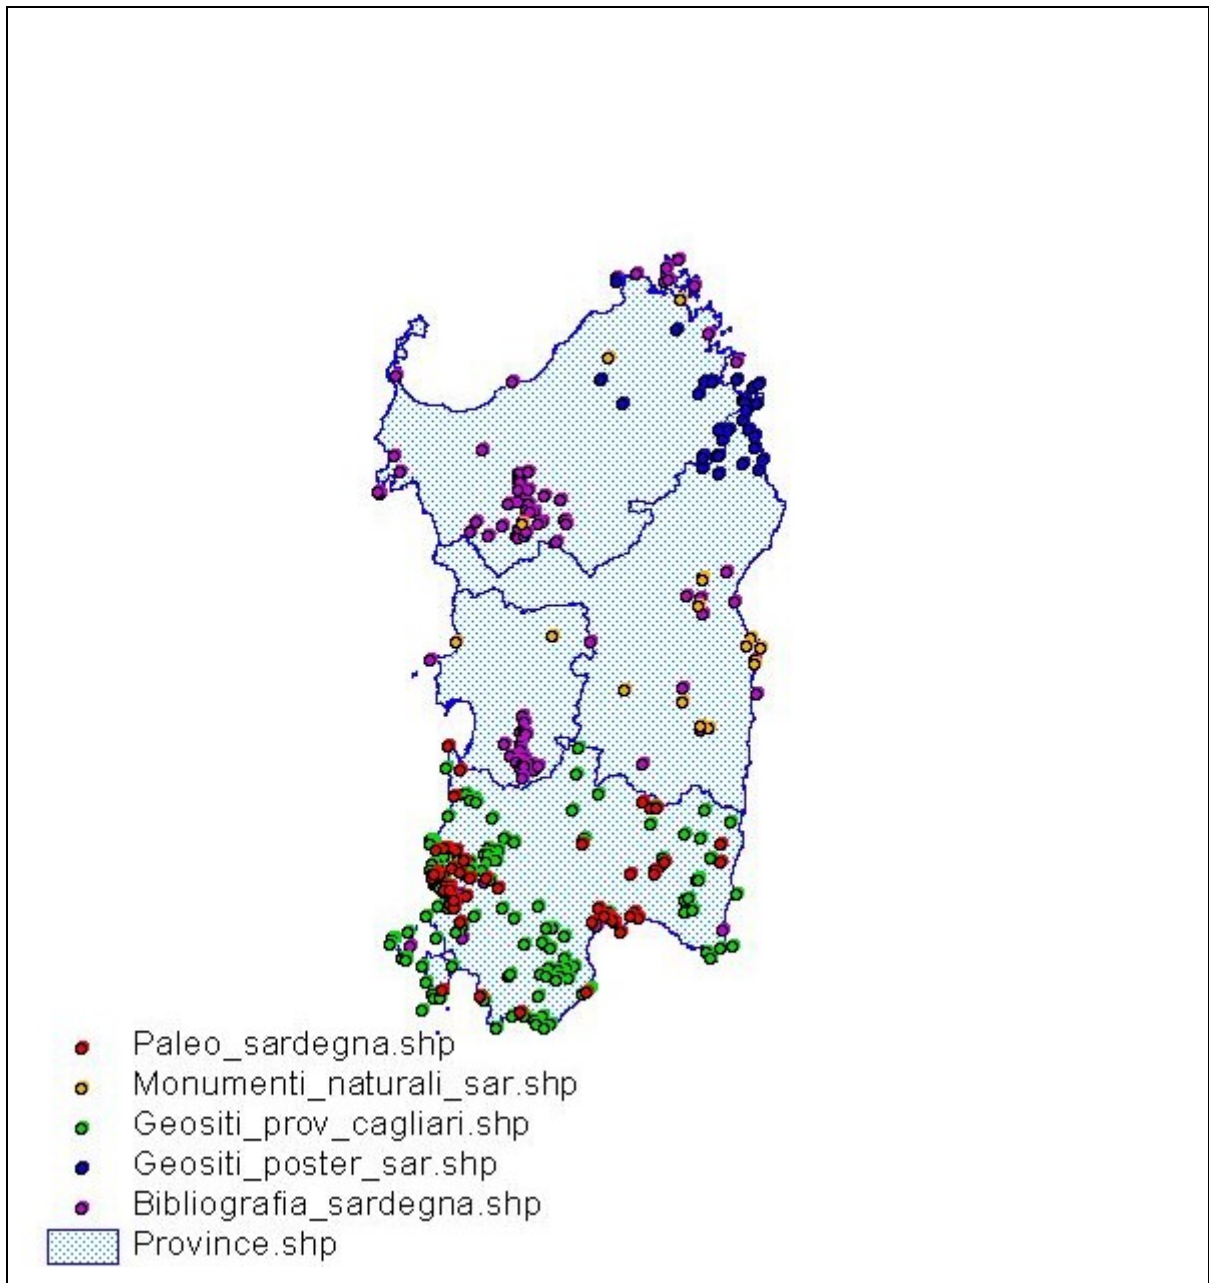 Paleo_sardegna.shp
Monumenti_naturali_sar.shp
Geositi_prov_cagliari.shp
Geositi_poster_sar.shp
Bibliografia_sardegna.shp
Province.shp